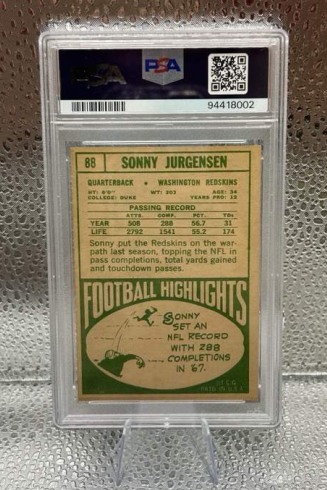 PSA
PSA
94418002
88 SONNY JURGENSEN
QUARTERBACK ★ WASHINGTON REDSKINS
HT: 6'0" WT: 203 AGE: 34
COLLEGE: DUKE YEARS PRO: 12
PASSING RECORD
ATTS. COMP. PCT. TDs
YEAR 508 288 56.7 31
LIFE 2792 1541 55.2 174
Sonny put the Redskins on the war-
path last season, topping the NFL in
pass completions, total yards gained
and touchdown passes.
FOOTBALL HIGHLIGHTS
SONNY
SET AN
NFL RECORD
WITH 288
COMPLETIONS
IN '67.